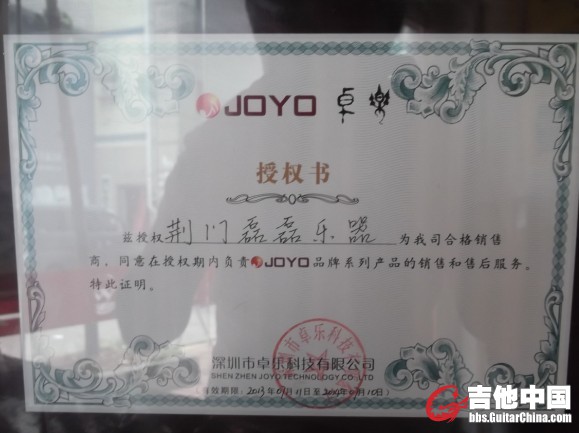 JOYO 卓樂
授权书
兹授权荆门磊磊乐器为我司合格销售
商，同意在授权期内负责JOYO品牌系列产品的销售和售后服务。
特此证明。
深圳市卓乐科技有限公司
SHENZHEN JOYO TECHNOLOGY CO.,LTD
吉他中国
bbs.GuitarChina.com